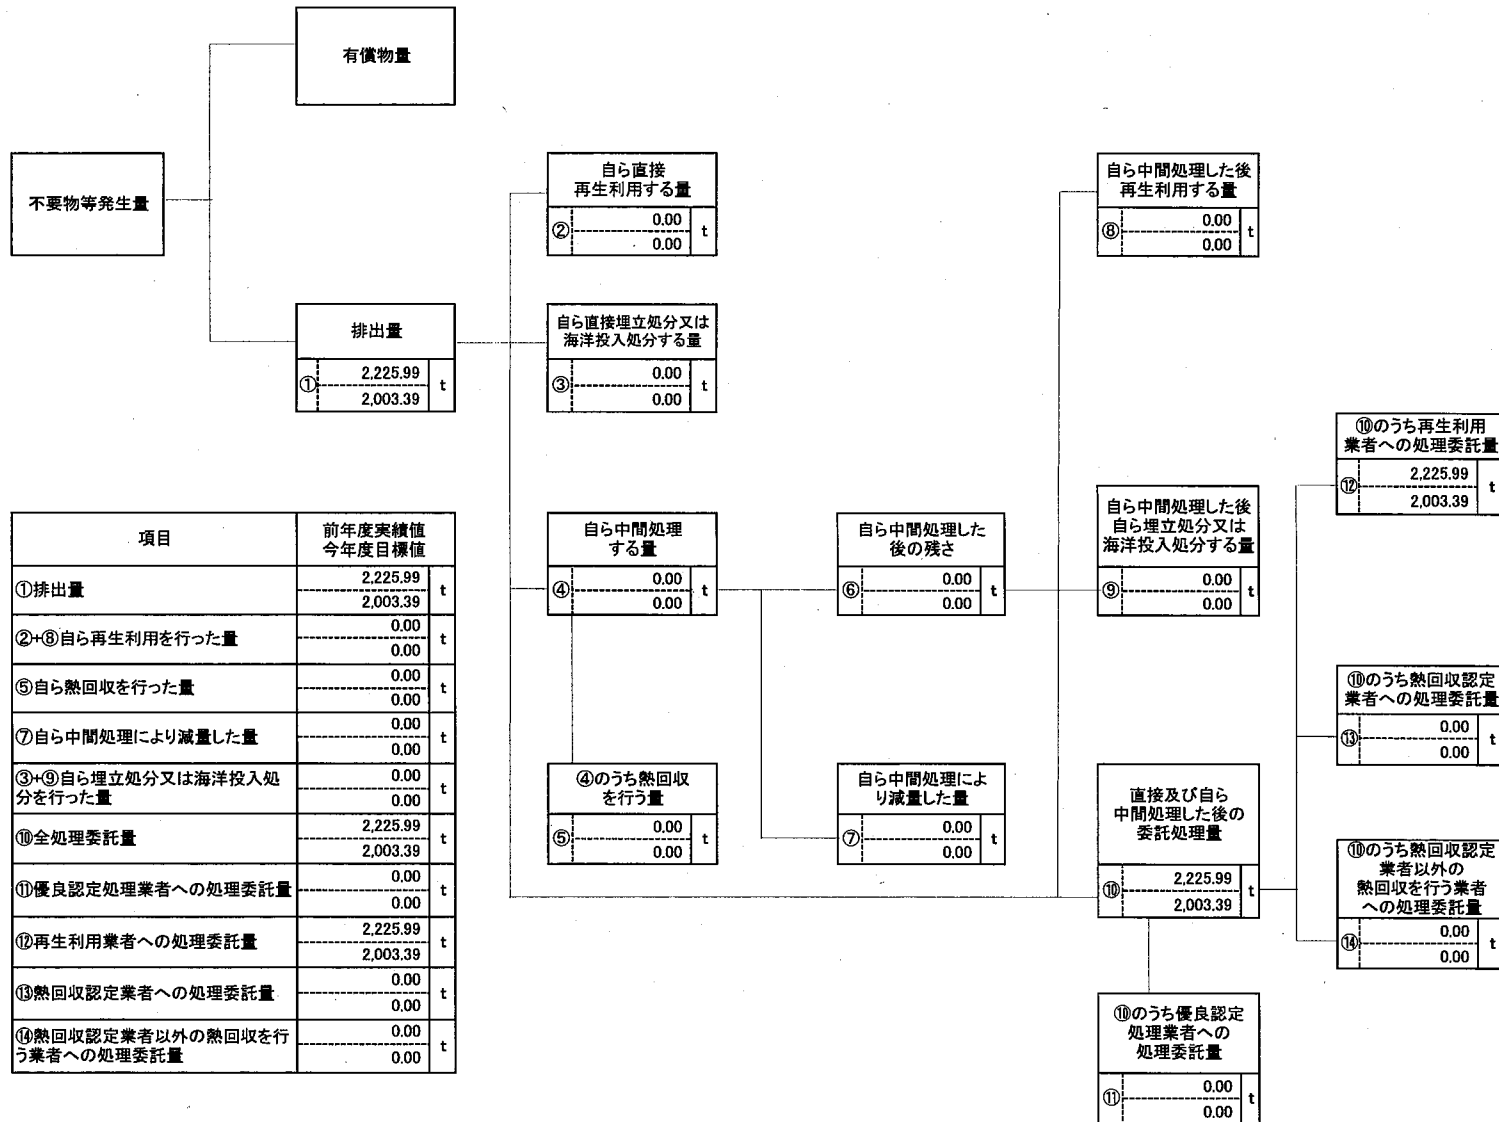 有償物量
不要物等発生量
排出量
①
2,225.99
2,003.39
t
自ら直接
再生利用する量
②
0.00
0.00
t
自ら直接埋立処分又は
海洋投入処分する量
③
0.00
0.00
t
自ら中間処理
する量
④
0.00
0.00
t
④のうち熱回収
を行う量
⑤
0.00
0.00
t
自ら中間処理した
後の残さ
⑥
0.00
0.00
t
自ら中間処理によ
り減量した量
⑦
0.00
0.00
t
自ら中間処理した後
再生利用する量
⑧
0.00
0.00
t
自ら中間処理した後
自ら埋立処分又は
海洋投入処分する量
⑨
0.00
0.00
t
直接及び自ら
中間処理した後の
委託処理量
⑩
2,225.99
2,003.39
t
⑩のうち優良認定
処理業者への
処理委託量
⑪
0.00
0.00
t
⑩のうち再生利用
業者への処理委託量
⑫
2,225.99
2,003.39
t
⑩のうち熱回収認定
業者への処理委託量
⑬
0.00
0.00
t
⑩のうち熱回収認定
業者以外の
熱回収を行う業者
への処理委託量
⑭
0.00
0.00
t
項目
前年度実績値
今年度目標値
①排出量
2,225.99
2,003.39
t
②+⑧自ら再生利用を行った量
0.00
0.00
t
⑤自ら熱回収を行った量
0.00
0.00
t
⑦自ら中間処理により減量した量
0.00
0.00
t
③+⑨自ら埋立処分又は海洋投入処
分を行った量
0.00
0.00
t
⑩全処理委託量
2,225.99
2,003.39
t
⑪優良認定処理業者への処理委託量
0.00
0.00
t
⑫再生利用業者への処理委託量
2,225.99
2,003.39
t
⑬熱回収認定業者への処理委託量
0.00
0.00
t
⑭熱回収認定業者以外の熱回収を行
う業者への処理委託量
0.00
0.00
t